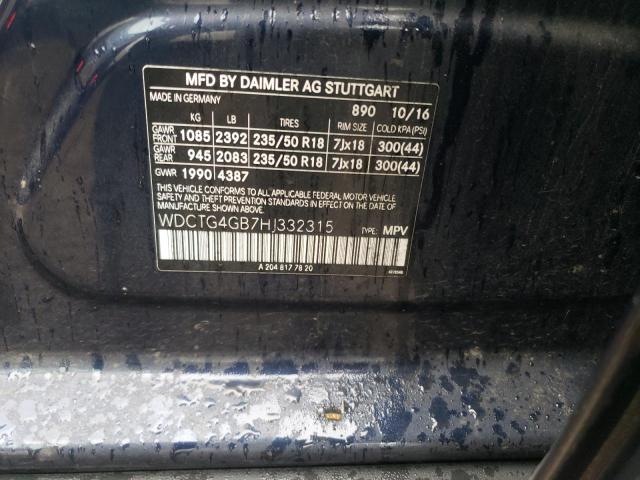 MFD BY DAIMLER AG STUTTGART
MADE IN GERMANY 890 10/16
KG LB TIRES RIM SIZE COLD KPA(PSI)
GAWR FRONT 1085 2392 235/50 R18 7Jx18 300(44)
GAWR REAR 945 2083 235/50 R18 7Jx18 300(44)
GVWR 1990 4387
THIS VEHICLE CONFORMS TO ALL APPLICABLE FEDERAL MOTOR VEHICLE
SAFETY AND THEFT PREVENTION STANDARDS IN EFFECT ON THE DATE
OF MANUFACTURE SHOWN ABOVE.
WDCTG4GB7HJ332315 TYPE: MPV
A 204 817 78 20